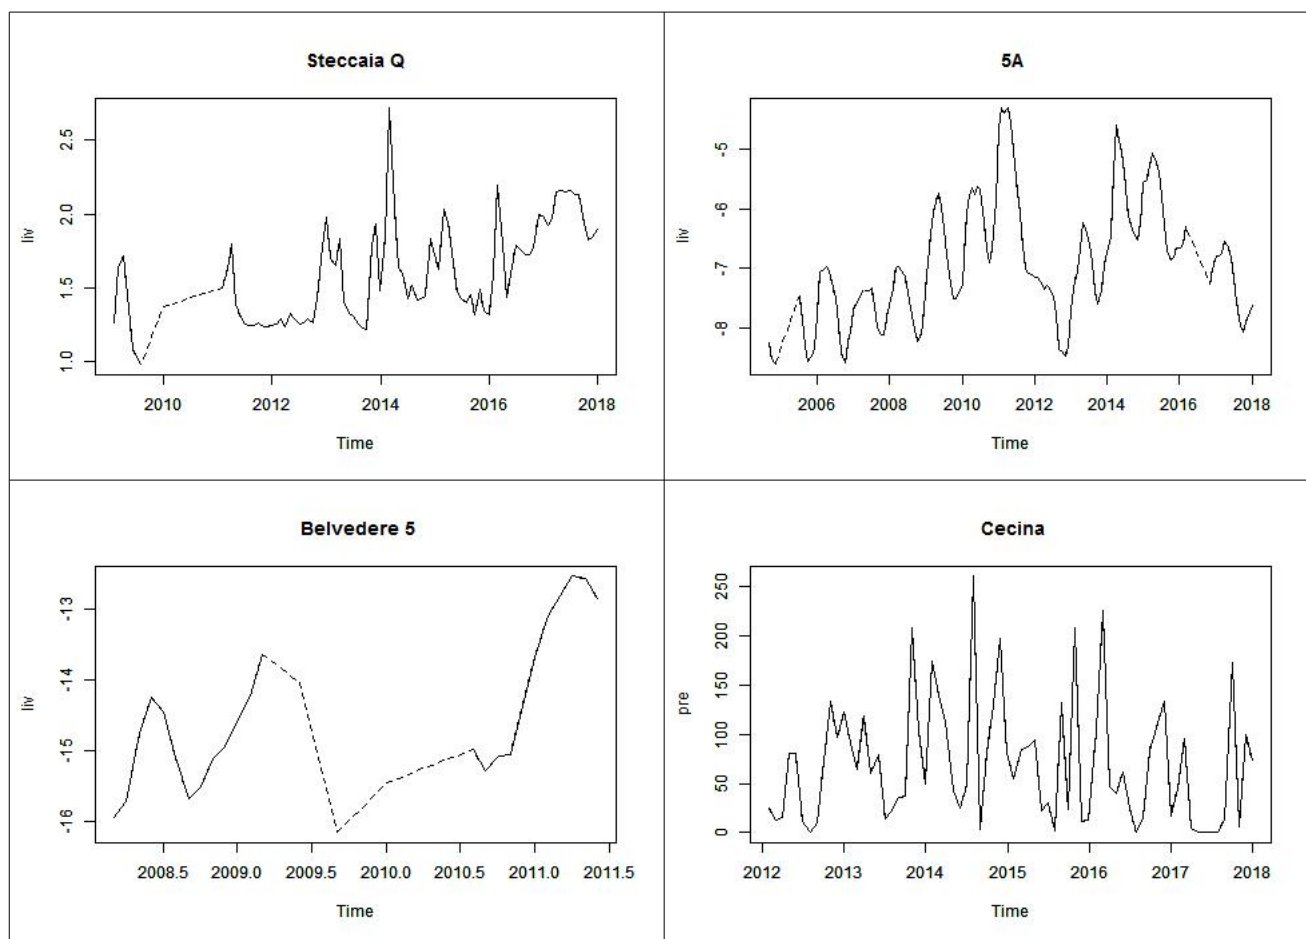 Steccaia Q
liv
2.5
2.0
1.5
1.0
2010 2012 2014 2016 2018
Time
5A
liv
-5
-6
-7
-8
2006 2008 2010 2012 2014 2016 2018
Time
Belvedere 5
liv
-13
-14
-15
-16
2008.5 2009.0 2009.5 2010.0 2010.5 2011.0 2011.5
Time
Cecina
pre
250
200
150
100
50
0
2012 2013 2014 2015 2016 2017 2018
Time